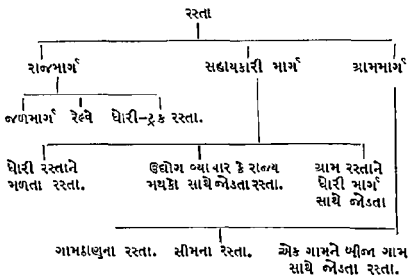 રસ્તા
રાજમાર્ગ સહાયકારી માર્ગ ગ્રામમાર્ગ
જળમાર્ગ રેલ્વે ધોરી-ટ્રક રસ્તા.
ધોરી રસ્તાને ઉદ્યોગ વ્યાપાર કે રાજ્ય ગ્રામ રસ્તાને
મળતા રસ્તા. મથકો સાથે જોડતા રસ્તા. ધોરી માર્ગ
સાથે જોડતા
ગામઠાણના રસ્તા. સીમના રસ્તા. એક ગામને બીજા ગામ
સાથે જોડતા રસ્તા.